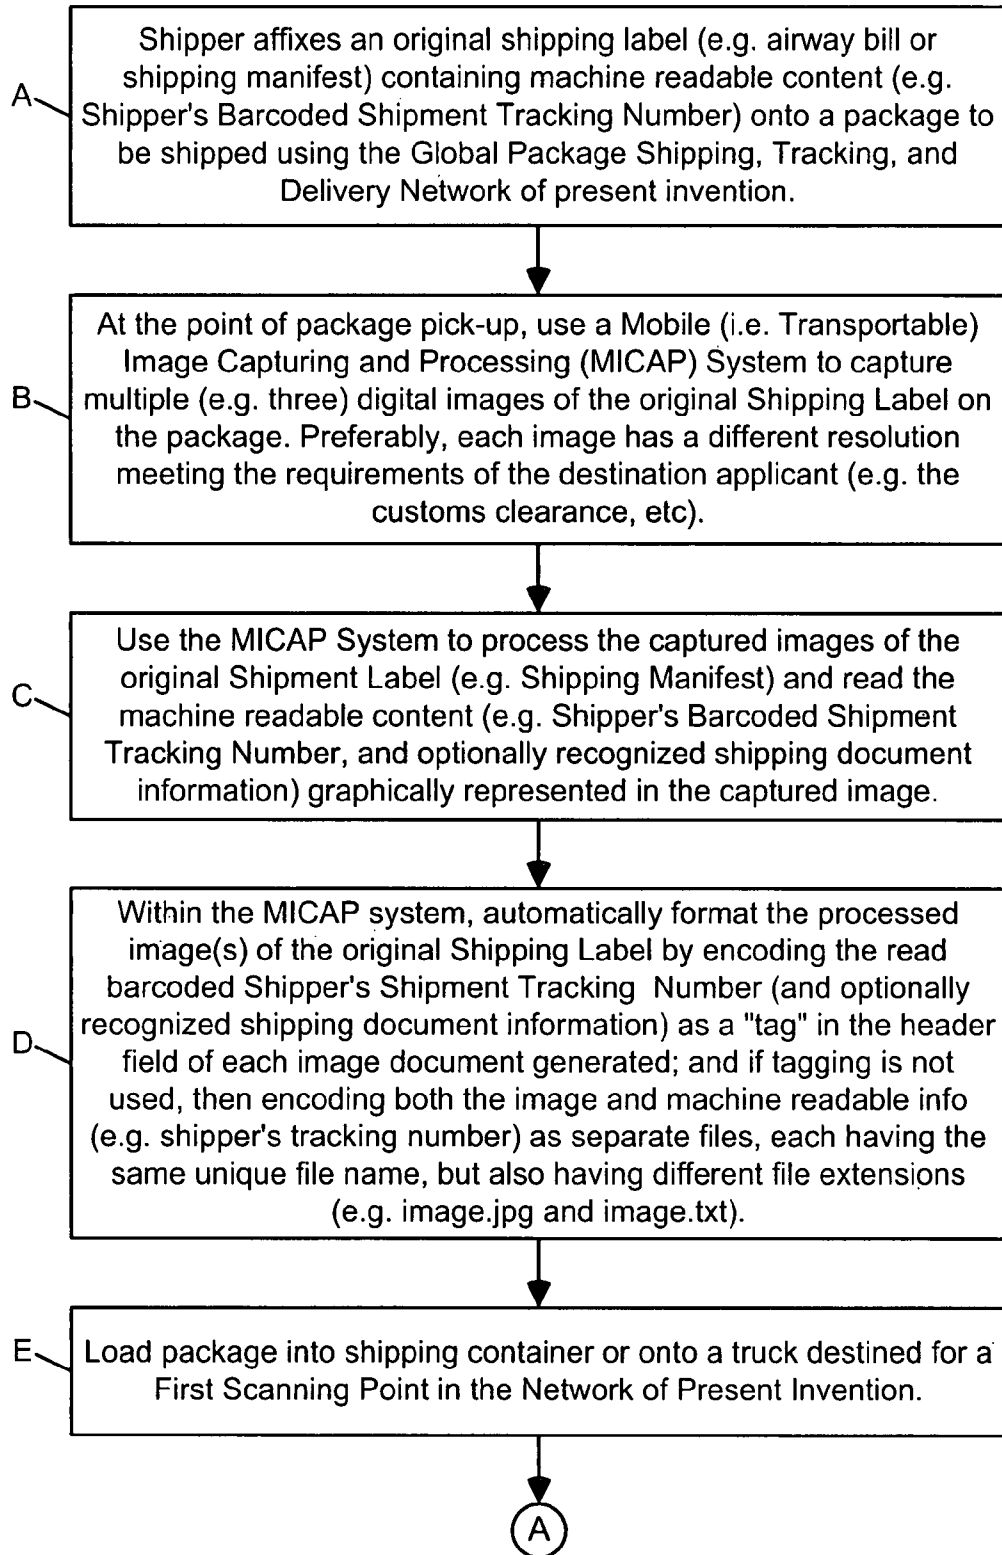 Shipper affixes an original shipping label (e.g. airway bill or
shipping manifest) containing machine readable content (e.g.
A
Shipper's Barcoded Shipment Tracking Number) onto a package to
be shipped using the Global Package Shipping, Tracking, and
Delivery Network of present invention.
At the point of package pick-up, use a Mobile (i.e. Transportable)
Image Capturing and Processing (MICAP) System to capture
B
multiple (e.g. three) digital images of the original Shipping Label on
the package. Preferably, each image has a different resolution
meeting the requirements of the destination applicant (e.g. the
customs clearance, etc).
Use the MICAP System to process the captured images of the
original Shipment Label (e.g. Shipping Manifest) and read the
C
machine readable content (e.g. Shipper's Barcoded Shipment
Tracking Number, and optionally recognized shipping document
information) graphically represented in the captured image.
Within the MICAP system, automatically format the processed
image(s) of the original Shipping Label by encoding the read
barcoded Shipper's Shipment Tracking Number (and optionally
recognized shipping document information) as a "tag" in the header
D
field of each image document generated; and if tagging is not
used, then encoding both the image and machine readable info
(e.g. shipper's tracking number) as separate files, each having the
same unique file name, but also having different file extensions
(e.g. image.jpg and image.txt).
E
Load package into shipping container or onto a truck destined for a
First Scanning Point in the Network of Present Invention.
A